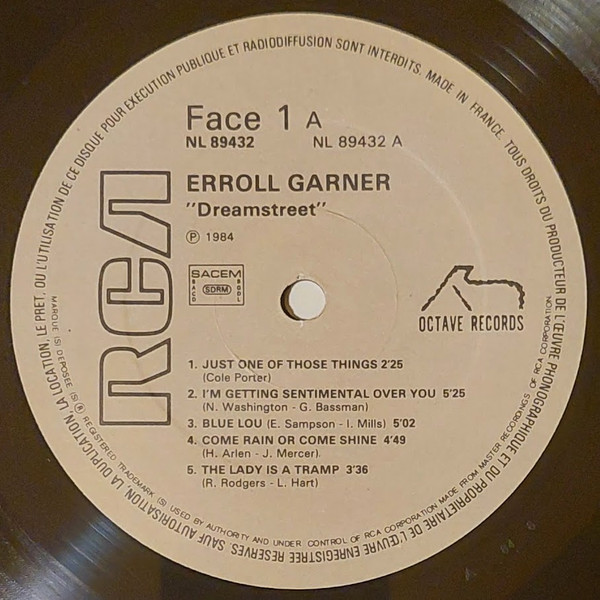 Face 1 A
NL 89432 NL 89432 A
ERROLL GARNER
"Dreamstreet"
Ⓟ 1984
RCA
SACEM
SACD SDRM SGDL
OCTAVE RECORDS
1. JUST ONE OF THOSE THINGS 2'25
(Cole Porter)
2. I'M GETTING SENTIMENTAL OVER YOU 5'25
(N. Washington - G. Bassman)
3. BLUE LOU (E. Sampson - I. Mills) 5'02
4. COME RAIN OR COME SHINE 4'49
(H. Arlen - J. Mercer)
5. THE LADY IS A TRAMP 3'36
(R. Rodgers - L. Hart)
MADE IN FRANCE. TOUS DROITS DU PRODUCTEUR DE L'ŒUVRE PHONOGRAPHIQUE ET DU PROPRIETAIRE DE L'ŒUVRE ENREGISTREE RESERVES. SAUF AUTORISATION, LA DUPLICATION, LA LOCATION, LE PRET, OU L'UTILISATION DE CE DISQUE POUR EXECUTION PUBLIQUE ET RADIODIFFUSION SONT INTERDITS.
MARQUE (S) DEPOSEE (S) ® REGISTERED TRADEMARK (S) USED BY AUTHORITY AND UNDER CONTROL OF RCA CORPORATION MADE FROM MASTER RECORDINGS OF RCA CORPORATION.